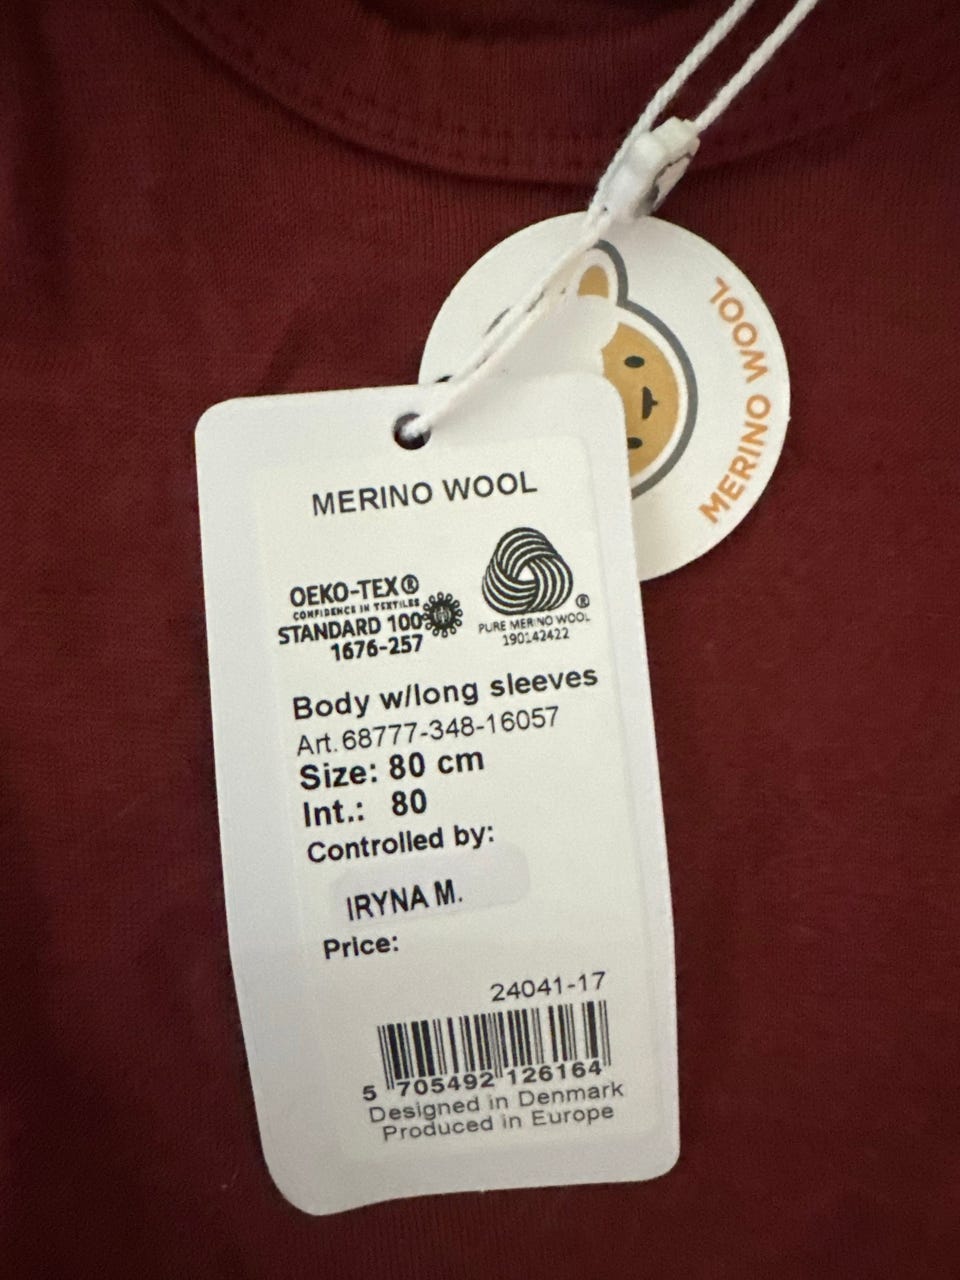 MERINO WOOL
MERINO WOOL
OEKO-TEX®
CONFIDENCE IN TEXTILES
STANDARD 100
1676-257
®
PURE MERINO WOOL
190142422
Body w/long sleeves
Art.68777-348-16057
Size: 80 cm
Int.: 80
Controlled by:
IRYNA M.
Price:
24041-17
5 705492 126164
Designed in Denmark
Produced in Europe